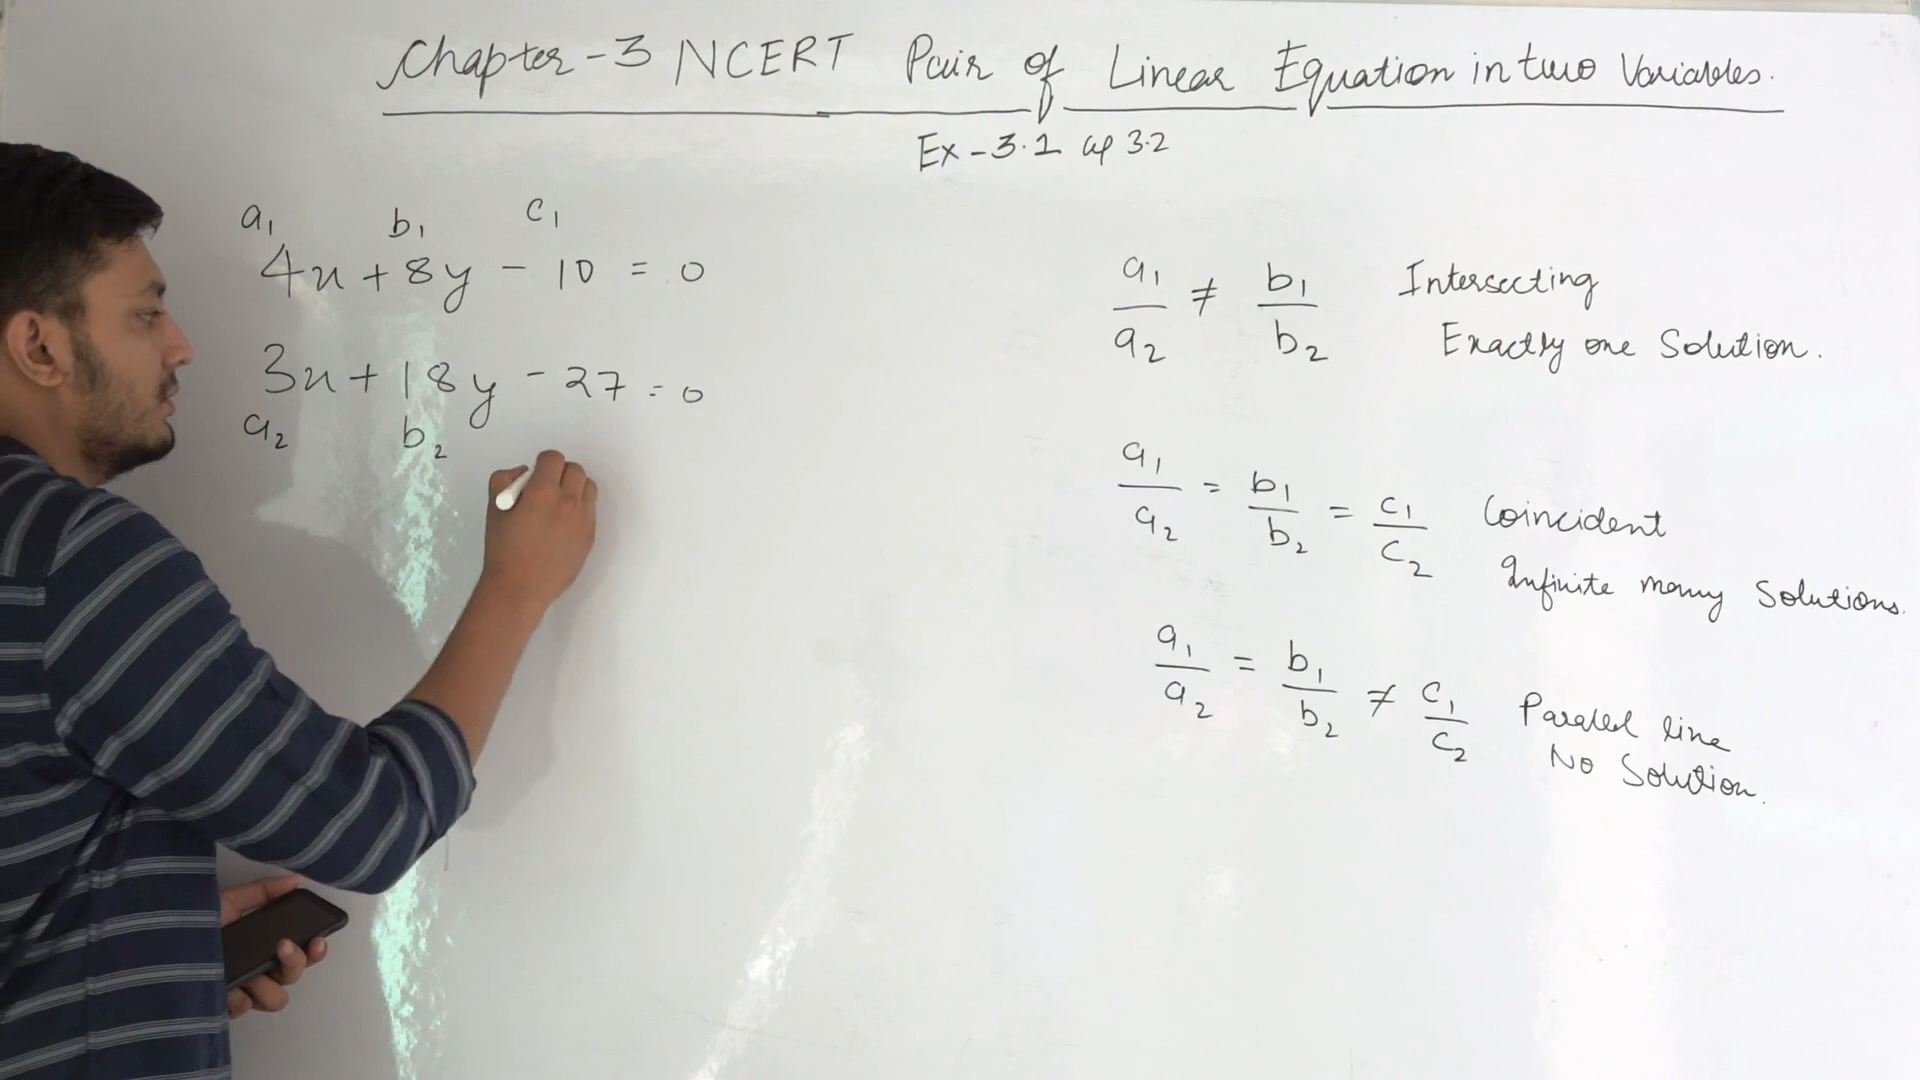 Chapter-3 NCERT Pair of Linear Equation in two Variables.
Ex-3.1 3.2
a₁ b₁ c₁
4x + 8y - 10 = 0
3x + 18y - 27 = 0
a₂ b₂
a₁/a₂ ≠ b₁/b₂ Intersecting
Exactly one Solution.
a₁/a₂ = b₁/b₂ = c₁/c₂ Coincident
Infinite many Solutions.
a₁/a₂ = b₁/b₂ ≠ c₁/c₂ Parallel line
No Solution.